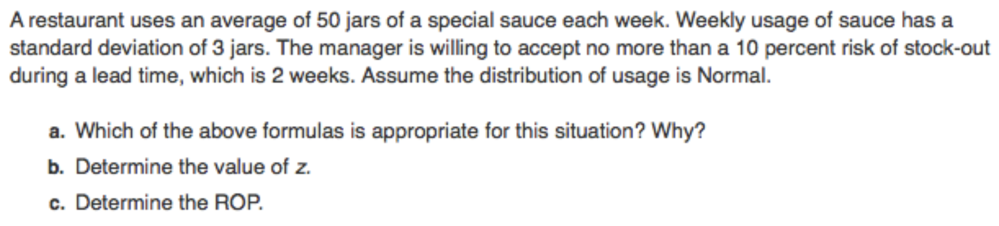 A restaurant uses an average of 50 jars of a special sauce each week. Weekly usage of sauce has a
standard deviation of 3 jars. The manager is willing to accept no more than a 10 percent risk of stock-out
during a lead time, which is 2 weeks. Assume the distribution of usage is Normal.
a. Which of the above formulas is appropriate for this situation? Why?
b. Determine the value of z.
c. Determine the ROP.